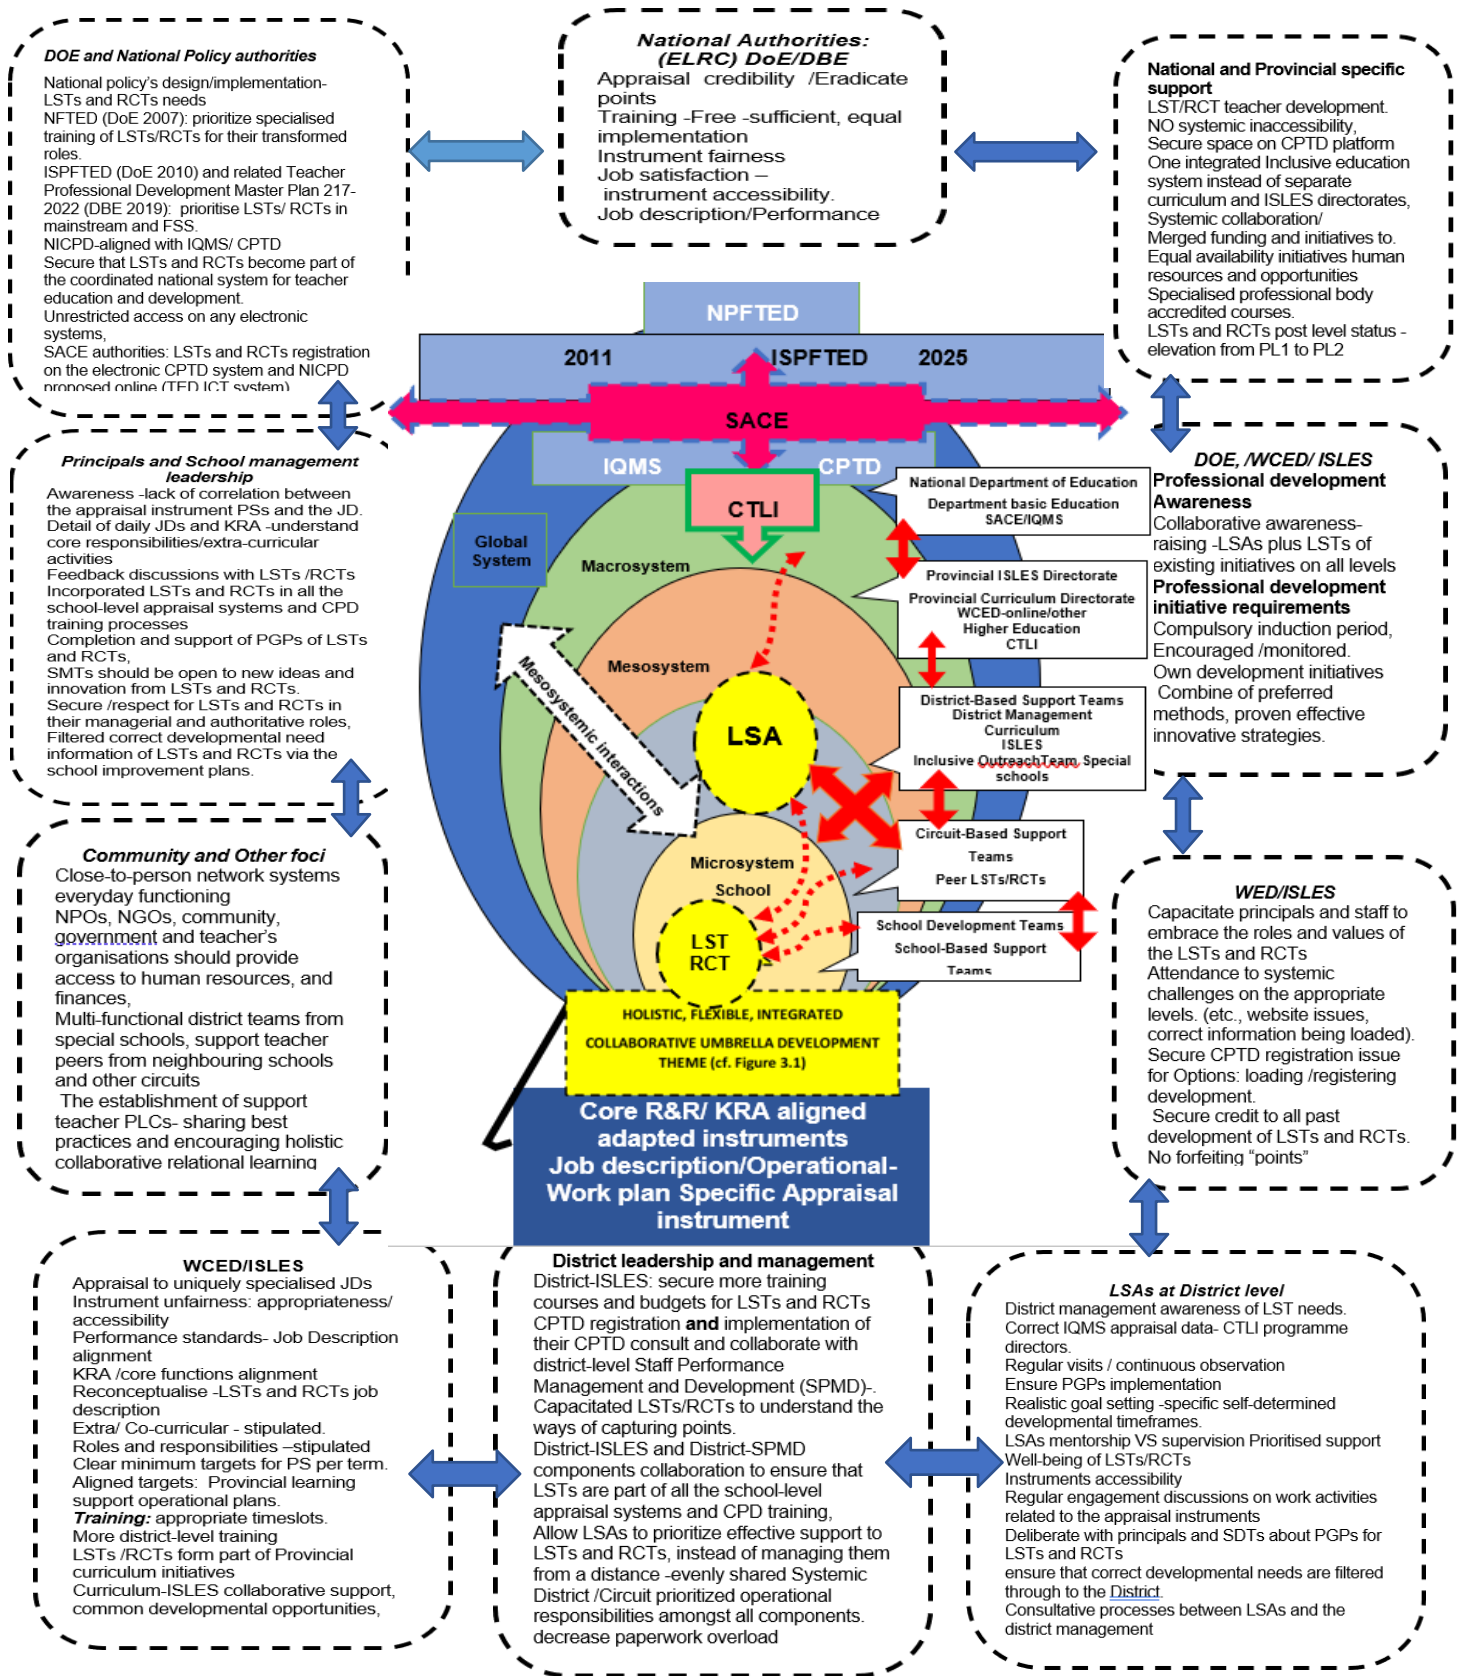 DOE and National Policy authorities
National policy's design/implementation-
LSTs and RCTs needs
NFTED (DoE 2007): prioritize specialised
training of LSTs/RCTs for their transformed
roles.
ISPFTED (DoE 2010) and related Teacher
Professional Development Master Plan 217-
2022 (DBE 2019):  prioritise LSTs/ RCTs in
mainstream and FSS.
NICPD-aligned with IQMS/ CPTD
Secure that LSTs and RCTs become part of
the coordinated national system for teacher
education and development.
Unrestricted access on any electronic
systems,
SACE authorities: LSTs and RCTs registration
on the electronic CPTD system and NICPD
proposed online (TED ICT system)
National Authorities:
(ELRC) DoE/DBE
Appraisal credibility /Eradicate
points
Training -Free -sufficient, equal
implementation
Instrument fairness
Job satisfaction –
instrument accessibility.
Job description/Performance
National and Provincial specific
support
LST/RCT teacher development.
NO systemic inaccessibility,
Secure space on CPTD platform
One integrated Inclusive education
system instead of separate
curriculum and ISLES directorates,
Systemic collaboration/
Merged funding and initiatives to.
Equal availability initiatives human
resources and opportunities
Specialised professional body
accredited courses.
LSTs and RCTs post level status -
elevation from PL1 to PL2
Principals and School management
leadership
Awareness -lack of correlation between
the appraisal instrument PSs and the JD.
Detail of daily JDs and KRA -understand
core responsibilities/extra-curricular
activities
Feedback discussions with LSTs /RCTs
Incorporated LSTs and RCTs in all the
school-level appraisal systems and CPD
training processes
Completion and support of PGPs of LSTs
and RCTs,
SMTs should be open to new ideas and
innovation from LSTs and RCTs.
Secure /respect for LSTs and RCTs in
their managerial and authoritative roles,
Filtered correct developmental need
information of LSTs and RCTs via the
school improvement plans.
NPFTED
2011 ISPFTED 2025
SACE
IQMS CPTD
CTLI
Global
System
Macrosystem
Mesosystem
Mesosystemic interactions
LSA
Microsystem
School
LST
RCT
National Department of Education
Department basic Education
SACE/IQMS
Provincial ISLES Directorate
Provincial Curriculum Directorate
WCED-online/other
Higher Education
CTLI
District-Based Support Teams
District Management
Curriculum
ISLES
Inclusive OutreachTeam Special
schools
Circuit-Based Support
Teams
Peer LSTs/RCTs
School Development Teams
School-Based Support
Teams
HOLISTIC, FLEXIBLE, INTEGRATED
COLLABORATIVE UMBRELLA DEVELOPMENT
THEME (cf. Figure 3.1)
Core R&R/ KRA aligned
adapted instruments
Job description/Operational-
Work plan Specific Appraisal
instrument
DOE, /WCED/ ISLES
Professional development
Awareness
Collaborative awareness-
raising -LSAs plus LSTs of
existing initiatives on all levels
Professional development
initiative requirements
Compulsory induction period,
Encouraged /monitored.
Own development initiatives
Combine of preferred
methods, proven effective
innovative strategies.
Community and Other foci
Close-to-person network systems
everyday functioning
NPOs, NGOs, community,
government and teacher's
organisations should provide
access to human resources, and
finances,
Multi-functional district teams from
special schools, support teacher
peers from neighbouring schools
and other circuits
The establishment of support
teacher PLCs- sharing best
practices and encouraging holistic
collaborative relational learning
WED/ISLES
Capacitate principals and staff to
embrace the roles and values of
the LSTs and RCTs
Attendance to systemic
challenges on the appropriate
levels. (etc., website issues,
correct information being loaded).
Secure CPTD registration issue
for Options: loading /registering
development.
Secure credit to all past
development of LSTs and RCTs.
No forfeiting “points”
WCED/ISLES
Appraisal to uniquely specialised JDs
Instrument unfairness: appropriateness/
accessibility
Performance standards- Job Description
alignment
KRA /core functions alignment
Reconceptualise -LSTs and RCTs job
description
Extra/ Co-curricular - stipulated.
Roles and responsibilities –stipulated
Clear minimum targets for PS per term.
Aligned targets:  Provincial learning
support operational plans.
Training: appropriate timeslots.
More district-level training
LSTs /RCTs form part of Provincial
curriculum initiatives
Curriculum-ISLES collaborative support,
common developmental opportunities,
District leadership and management
District-ISLES: secure more training
courses and budgets for LSTs and RCTs
CPTD registration and implementation of
their CPTD consult and collaborate with
district-level Staff Performance
Management and Development (SPMD)-.
Capacitated LSTs/RCTs to understand the
ways of capturing points.
District-ISLES and District-SPMD
components collaboration to ensure that
LSTs are part of all the school-level
appraisal systems and CPD training,
Allow LSAs to prioritize effective support to
LSTs and RCTs, instead of managing them
from a distance -evenly shared Systemic
District /Circuit prioritized operational
responsibilities amongst all components.
decrease paperwork overload
LSAs at District level
District management awareness of LST needs.
Correct IQMS appraisal data- CTLI programme
directors.
Regular visits / continuous observation
Ensure PGPs implementation
Realistic goal setting -specific self-determined
developmental timeframes.
LSAs mentorship VS supervision Prioritised support
Well-being of LSTs/RCTs
Instruments accessibility
Regular engagement discussions on work activities
related to the appraisal instruments
Deliberate with principals and SDTs about PGPs for
LSTs and RCTs
ensure that correct developmental needs are filtered
through to the District.
Consultative processes between LSAs and the
district management